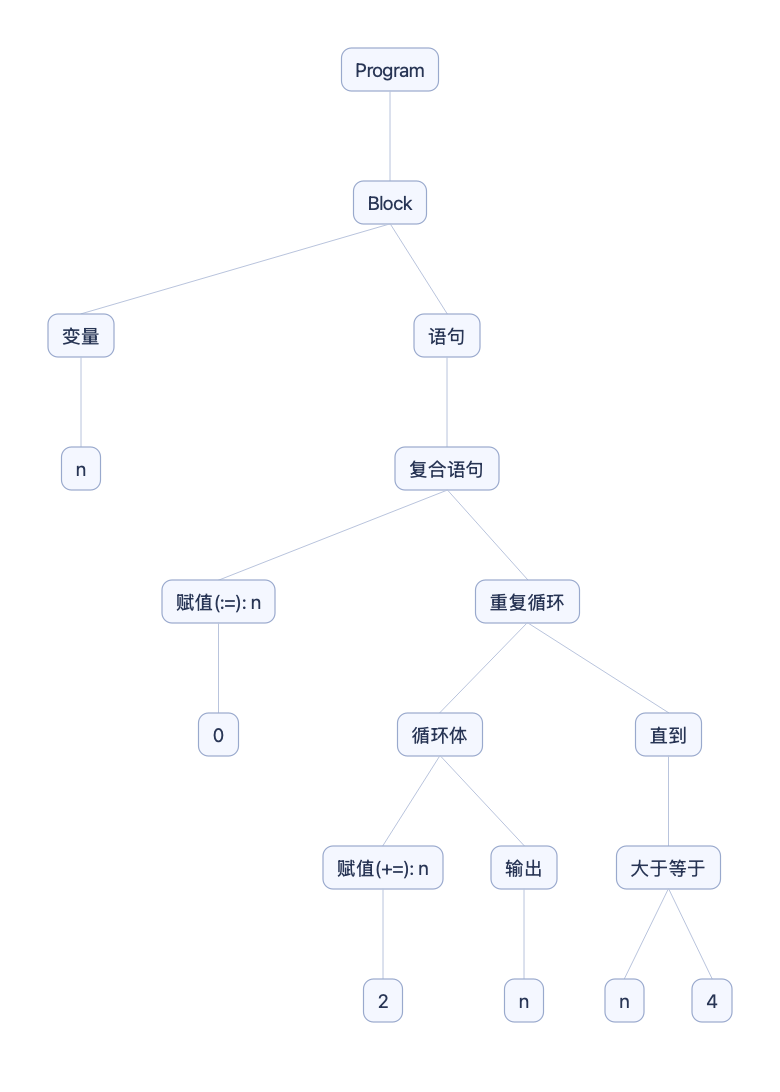 Program
Block
变量
语句
n
复合语句
赋值(:=): n
重复循环
0
循环体
直到
赋值(+=): n
输出
大于等于
2
n
n
4